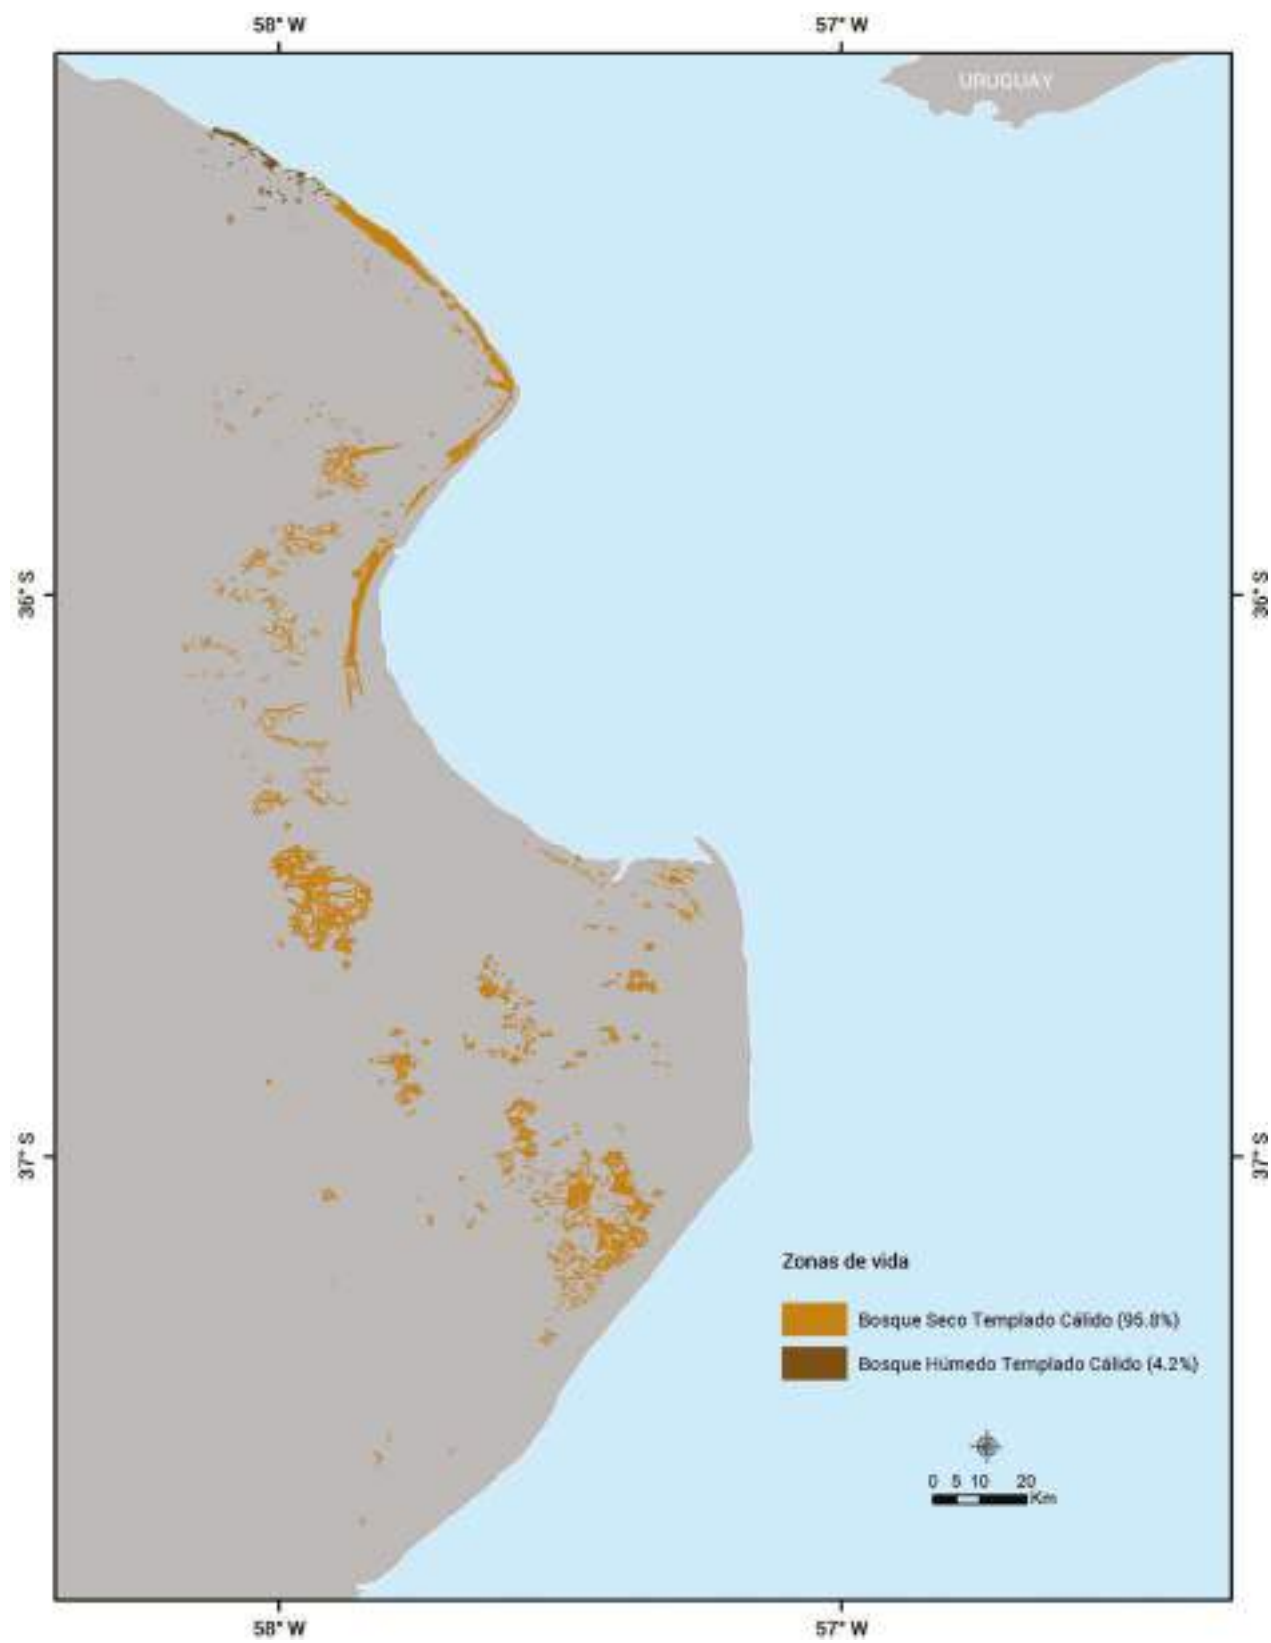 58° W
57° W
URUGUAY
36° S
36° S
37° S
37° S
Zonas de vida
Bosque Seco Templado Cálido (95.8%)
Bosque Húmedo Templado Cálido (4.2%)
0 5 10 20
Km
58° W
57° W